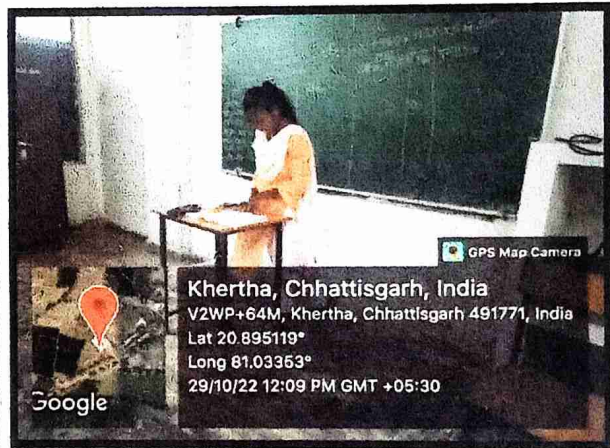 GPS Map Camera
Khertha, Chhattisgarh, India
V2WP+64M, Khertha, Chhattisgarh 491771, India
Lat 20.895119°
Long 81.03353°
29/10/22 12:09 PM GMT +05:30
Google